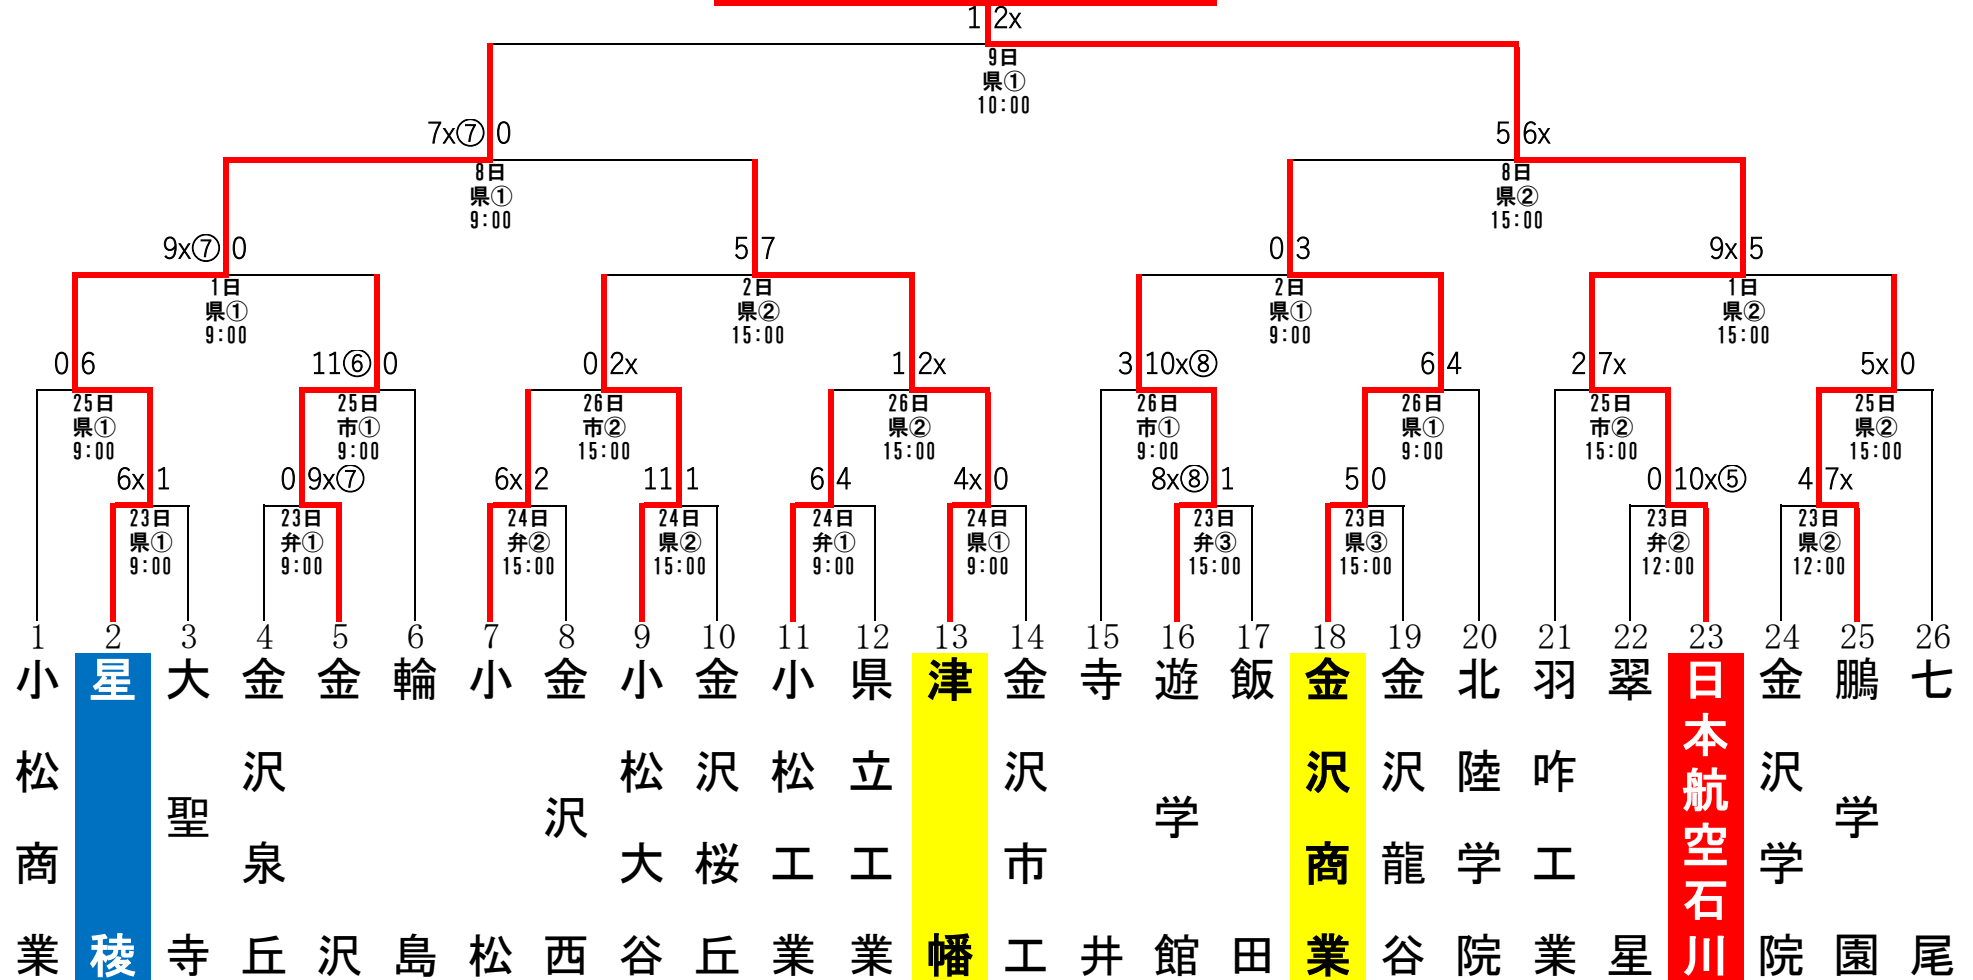 1 2x
9日
県①
10:00
7x⑦ 0
5 6x
8日
県①
9:00
8日
県②
15:00
9x⑦ 0
5 7
0 3
9x 5
1日
県①
9:00
2日
県②
15:00
2日
県①
9:00
1日
県②
15:00
0 6
11⑥ 0
0 2x
1 2x
3 10x⑧
6 4
2 7x
5x 0
25日
県①
9:00
25日
市①
9:00
26日
市②
15:00
26日
県②
15:00
26日
市①
9:00
26日
県①
9:00
25日
市②
15:00
25日
県②
15:00
6x 1
0 9x⑦
6x 2
11 1
6 4
4x 0
8x⑧ 1
5 0
0 10x⑤
4 7x
23日
県①
9:00
23日
弁①
9:00
24日
弁②
15:00
24日
県②
15:00
24日
弁①
9:00
24日
県①
9:00
23日
弁③
15:00
23日
県③
15:00
23日
弁②
12:00
23日
県②
12:00
1 2 3 4 5 6 7 8 9 10 11 12 13 14 15 16 17 18 19 20 21 22 23 24 25 26
小松商業
星稜
大聖寺
金沢泉丘
金沢
輪島
小松
金沢西
小松大谷
金沢桜丘
小松工業
県立工業
津幡
金沢市工
寺井
遊学館
飯田
金沢商業
金沢龍谷
北陸学院
羽咋工業
翠星
日本航空石川
金沢学院
鵬学園
七尾